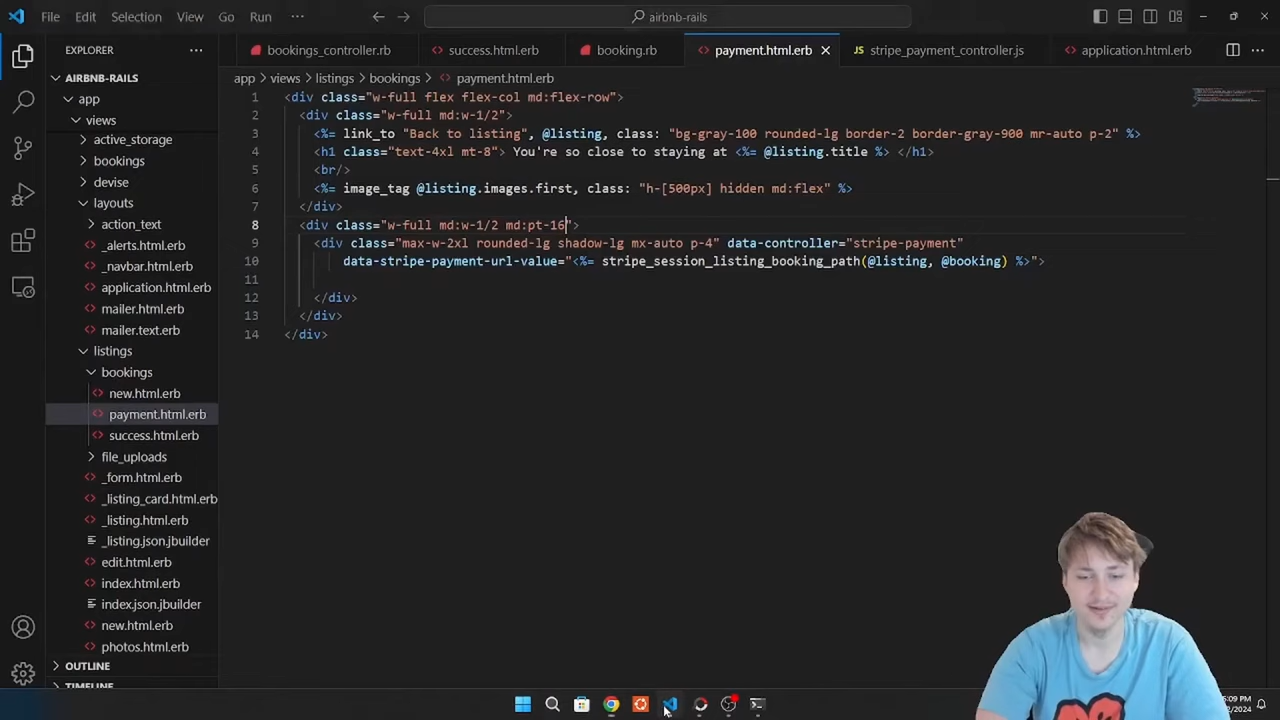 File Edit Selection View Go Run ··· airbnb-rails
EXPLORER ···
bookings_controller.rb success.html.erb booking.rb payment.html.erb JS stripe_payment_controller.js application.html.erb ···
AIRBNB-RAILS
app > views > listings > bookings > payment.html.erb
app
views
active_storage
bookings
devise
layouts
action_text
_alerts.html.erb
_navbar.html.erb
application.html.erb
mailer.html.erb
mailer.text.erb
listings
bookings
new.html.erb
payment.html.erb
success.html.erb
file_uploads
_form.html.erb
_listing_card.html.erb
_listing.html.erb
_listing.json.jbuilder
edit.html.erb
index.html.erb
index.json.jbuilder
new.html.erb
photos.html.erb
OUTLINE
TIMELINE
1 <div class="w-full flex flex-col md:flex-row">
2 <div class="w-full md:w-1/2">
3 <%= link_to "Back to listing", @listing, class: "bg-gray-100 rounded-lg border-2 border-gray-900 mr-auto p-2" %>
4 <h1 class="text-4xl mt-8"> You're so close to staying at <%= @listing.title %> </h1>
5 <br/>
6 <%= image_tag @listing.images.first, class: "h-[500px] hidden md:flex" %>
7 </div>
8 <div class="w-full md:w-1/2 md:pt-16">
9 <div class="max-w-2xl rounded-lg shadow-lg mx-auto p-4" data-controller="stripe-payment"
10 data-stripe-payment-url-value="<%= stripe_session_listing_booking_path(@listing, @booking) %>">
11
12 </div>
13 </div>
14 </div>